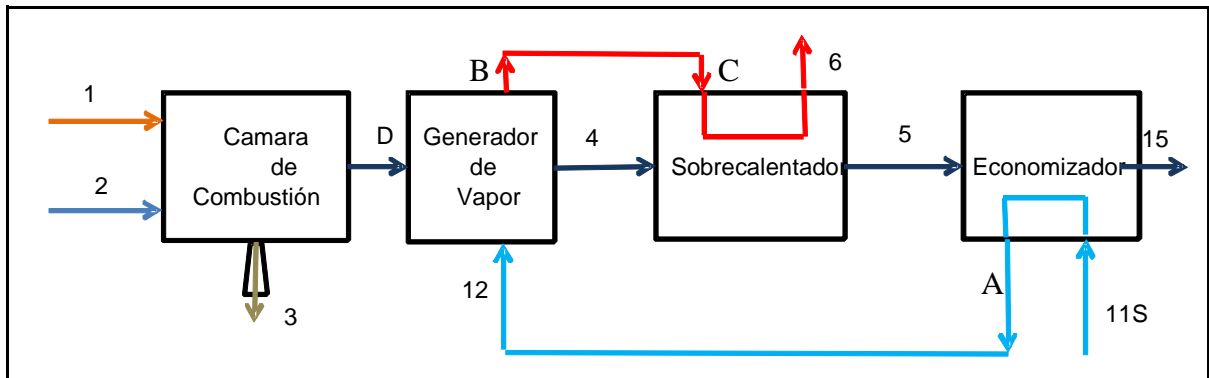 B
C
6
1
Camara
de
Combustión
D
Generador
de
Vapor
4
Sobrecalentador
5
Economizador
15
2
3
12
A
11S